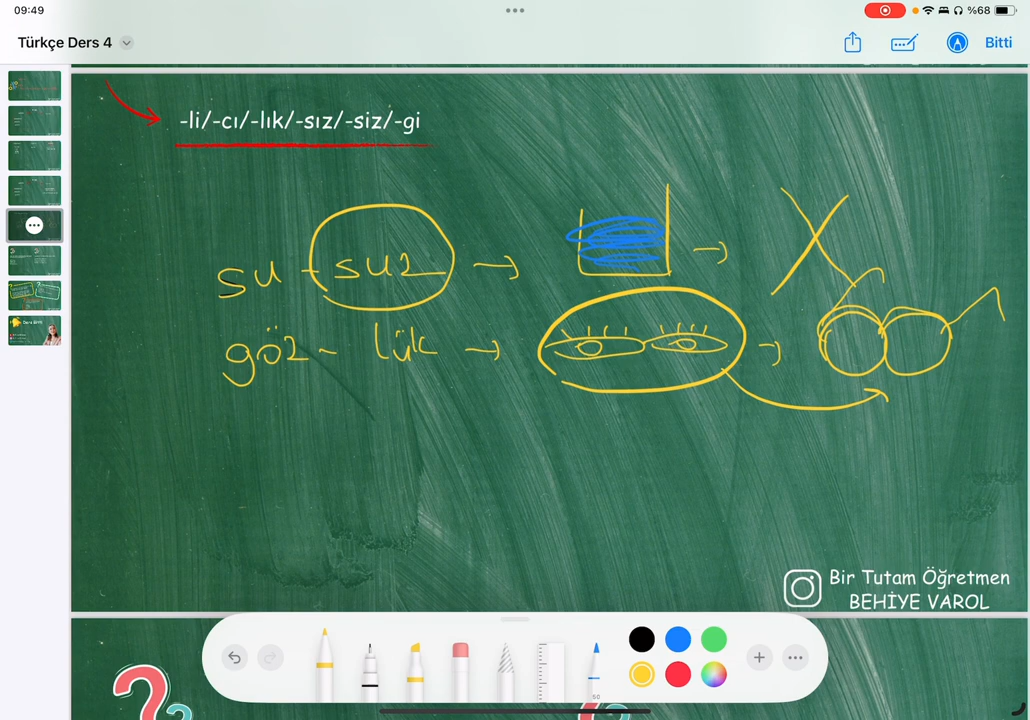 09:49
%68
Türkçe Ders 4
Bitti
-li/-cı/-lık/-sız/-siz/-gi
su - suz → → X
göz - lük → →
Bir Tutam Öğretmen
BEHİYE VAROL
50
??